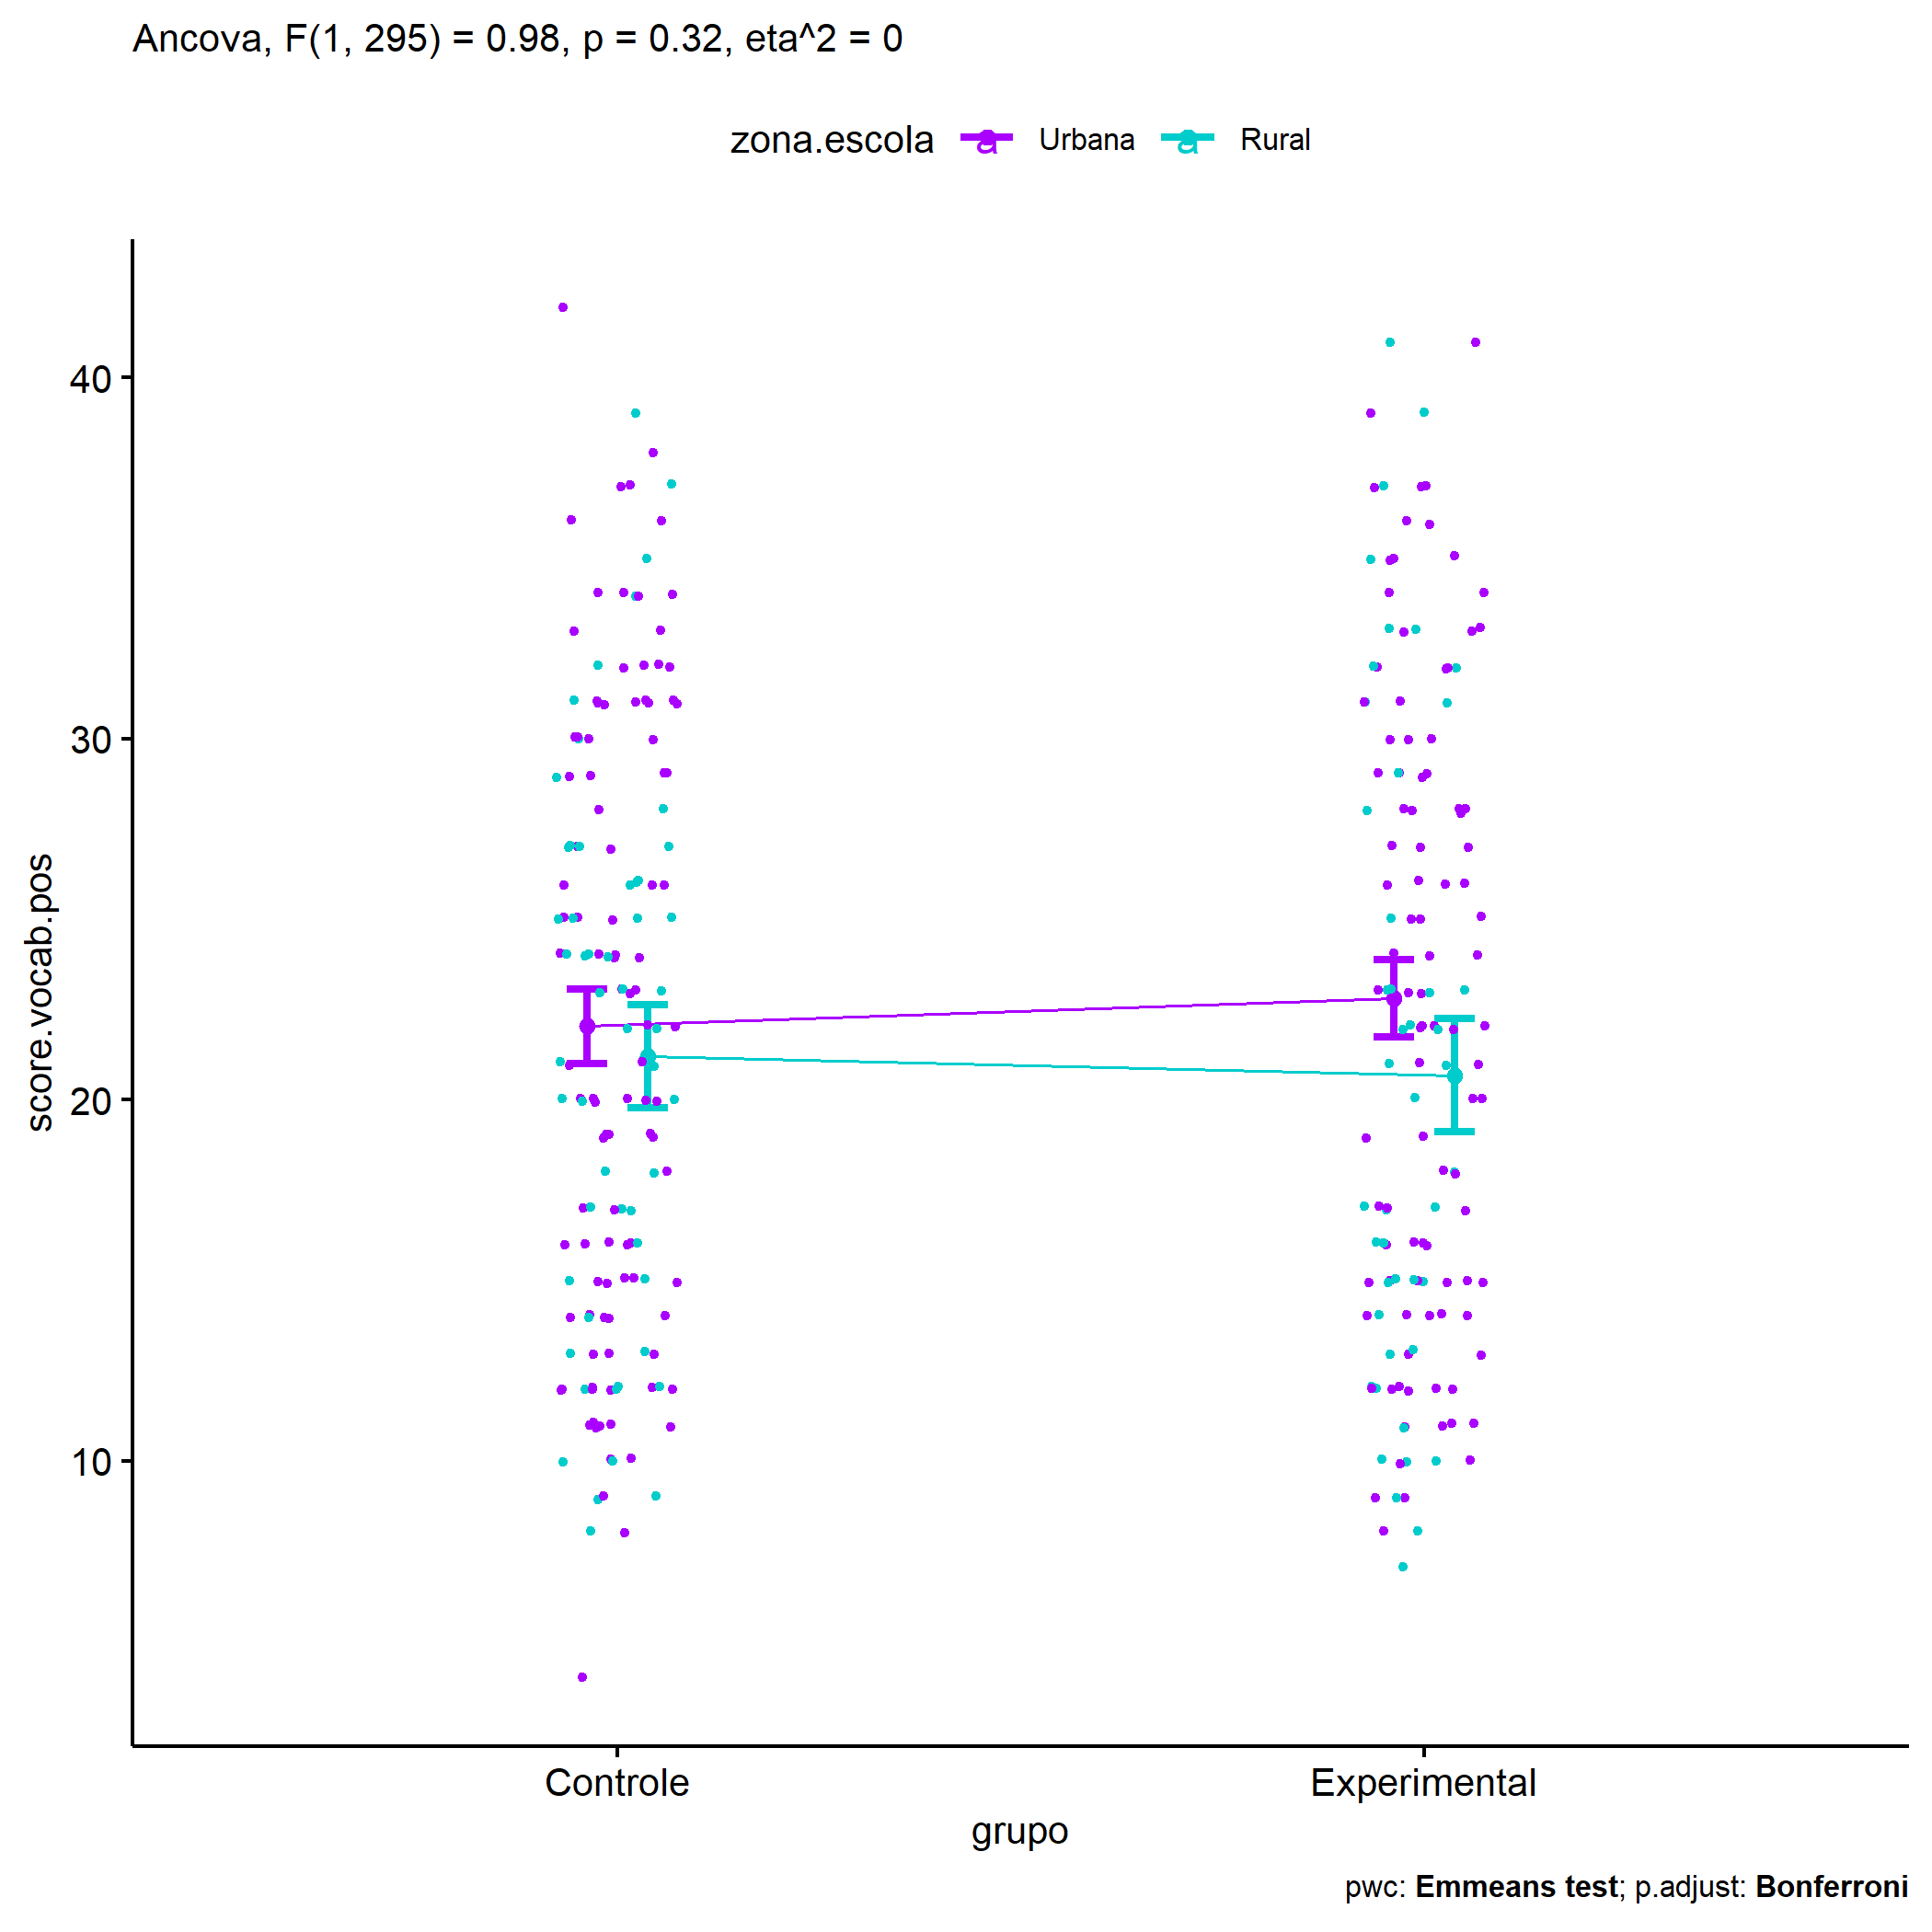 Ancova, F(1, 295) = 0.98, p = 0.32, eta^2 = 0
zona.escola a Urbana a Rural
score.vocab.pos
40
30
20
10
Controle Experimental
grupo
pwc: Emmeans test; p.adjust: Bonferroni